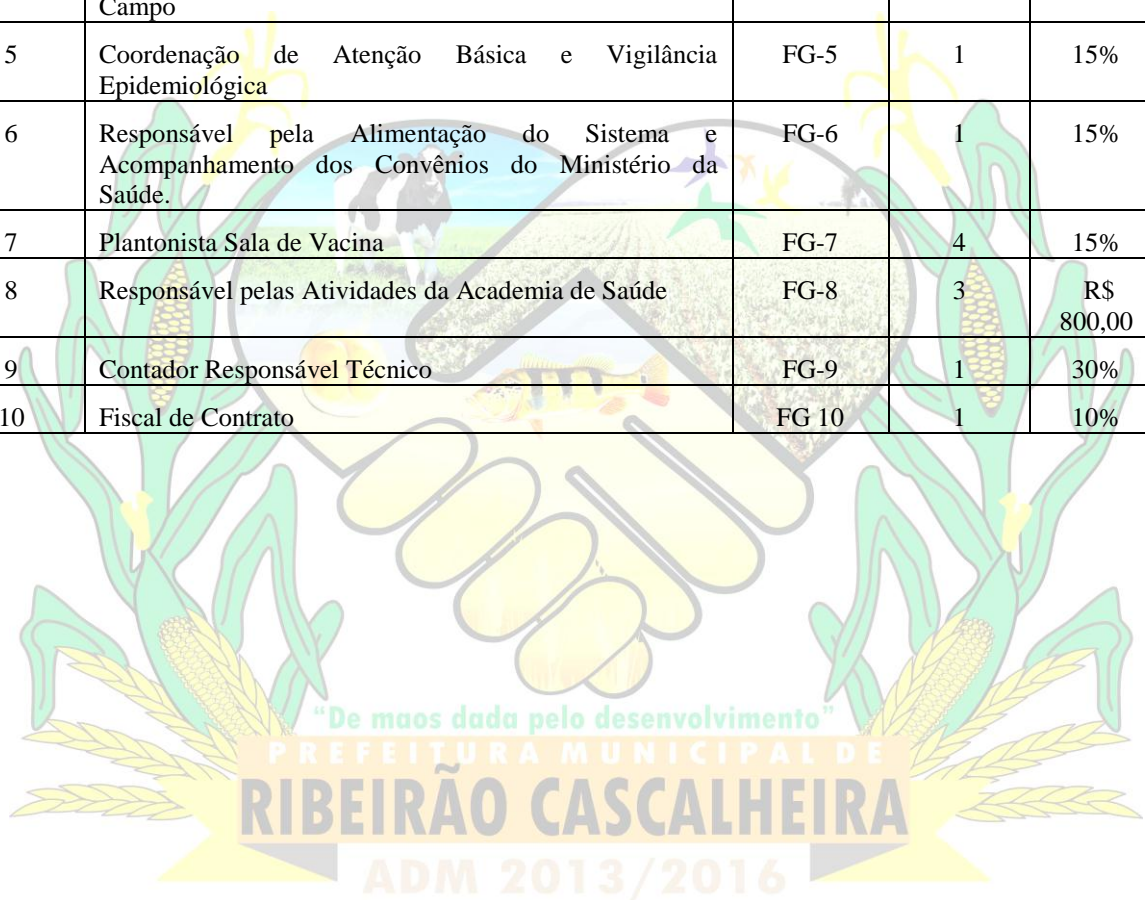 Campo
5 Coordenação de Atenção Básica e Vigilância FG-5 1 15%
Epidemiológica
6 Responsável pela Alimentação do Sistema e FG-6 1 15%
Acompanhamento dos Convênios do Ministério da
Saúde.
7 Plantonista Sala de Vacina FG-7 4 15%
8 Responsável pelas Atividades da Academia de Saúde FG-8 3 R$
800,00
9 Contador Responsável Técnico FG-9 1 30%
10 Fiscal de Contrato FG 10 1 10%
"De maos dada pelo desenvolvimento"
PREFEITURA MUNICIPAL DE
RIBEIRÃO CASCALHEIRA
ADM 2013/2016